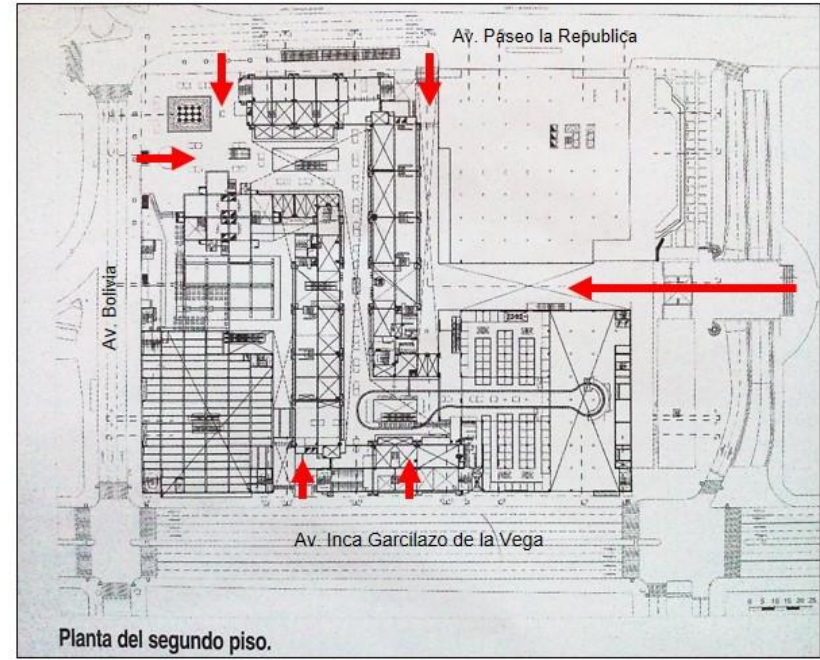 Av. Paseo la Republica
Av. Bolivia
Av. Inca Garcilazo de la Vega
0 5 10 15 20 25
Planta del segundo piso.